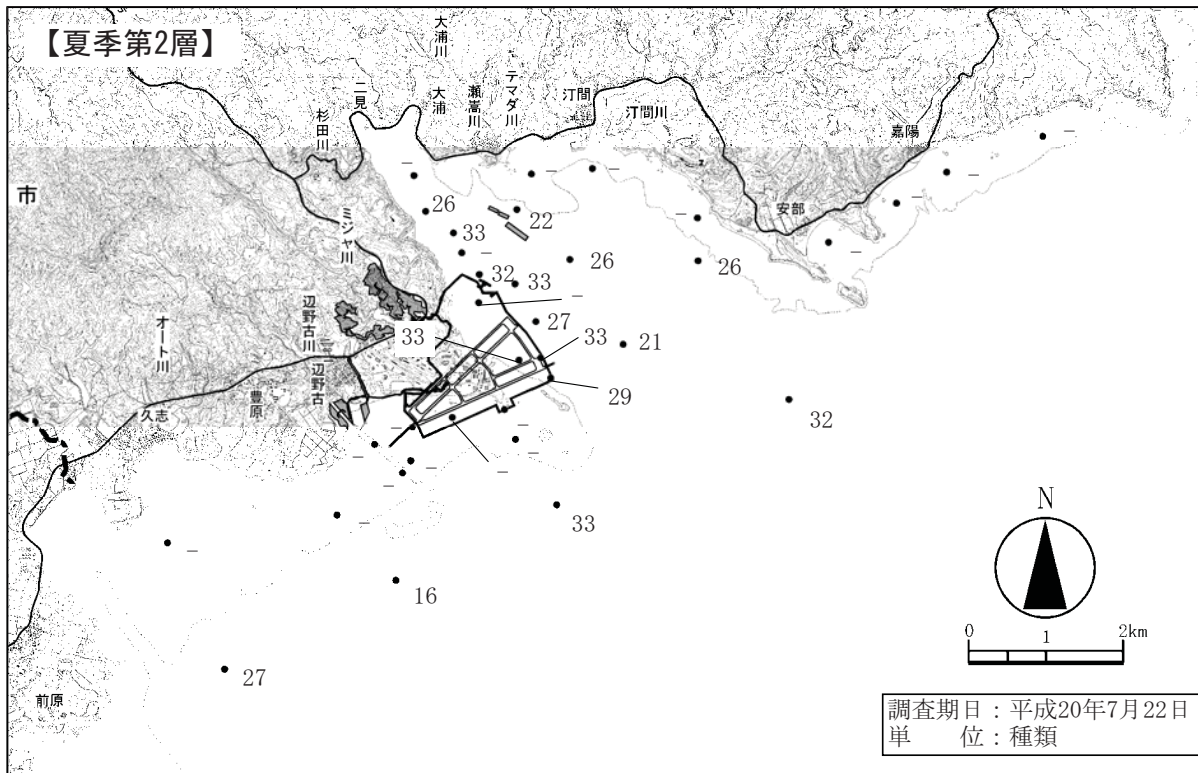 【夏季第2層】
大浦川
テマダ川
瀬嵩川
大浦
二見
杉田川
汀間
汀間川
嘉陽
安部
市
ミジャ川
辺野古川
オート川
辺野古
豊原
久志
前原
－
－
－
－
－
－
－
－
26
22
33
－
26
26
32
33
－
27
33
33
21
29
32
－
－
－
－
－
－
33
－
－
16
27
N
0 1 2km
調査期日：平成20年7月22日
単　　位：種類